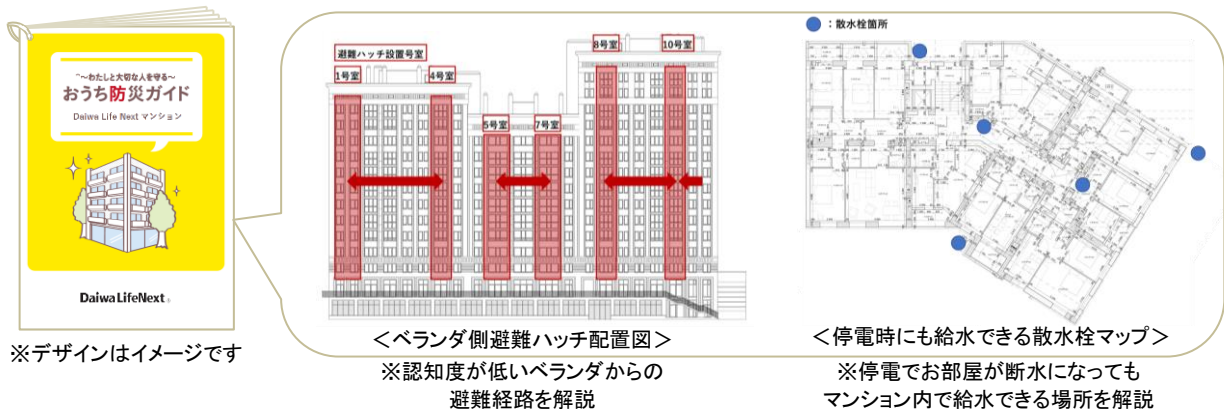 ~わたしと大切な人を守る~
おうち防災ガイド
Daiwa Life Next マンション
DaiwaLifeNext
※デザインはイメージです
避難ハッチ設置号室
1号室
4号室
5号室
7号室
8号室
10号室
<ベランダ側避難ハッチ配置図>
※認知度が低いベランダからの
避難経路を解説
:散水栓箇所
<停電時にも給水できる散水栓マップ>
※停電でお部屋が断水になっても
マンション内で給水できる場所を解説